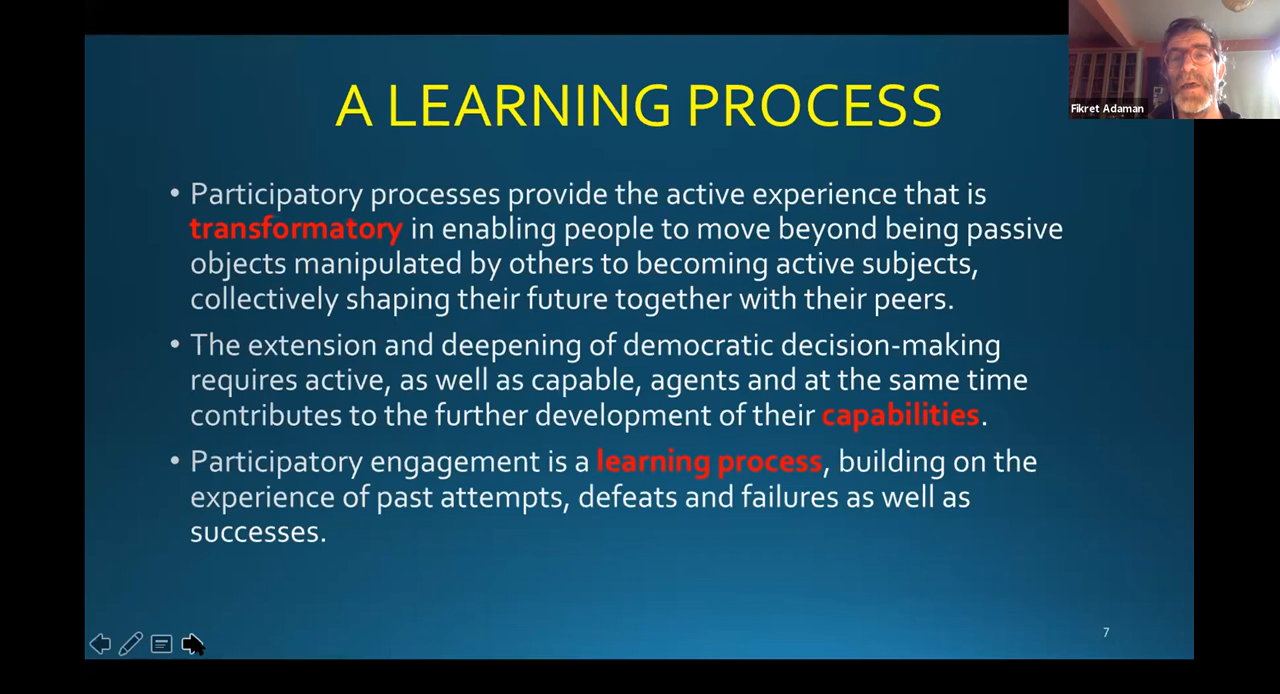 Fikret Adaman
A LEARNING PROCESS
• Participatory processes provide the active experience that is
transformatory in enabling people to move beyond being passive
objects manipulated by others to becoming active subjects,
collectively shaping their future together with their peers.
• The extension and deepening of democratic decision-making
requires active, as well as capable, agents and at the same time
contributes to the further development of their capabilities.
• Participatory engagement is a learning process, building on the
experience of past attempts, defeats and failures as well as
successes.
7